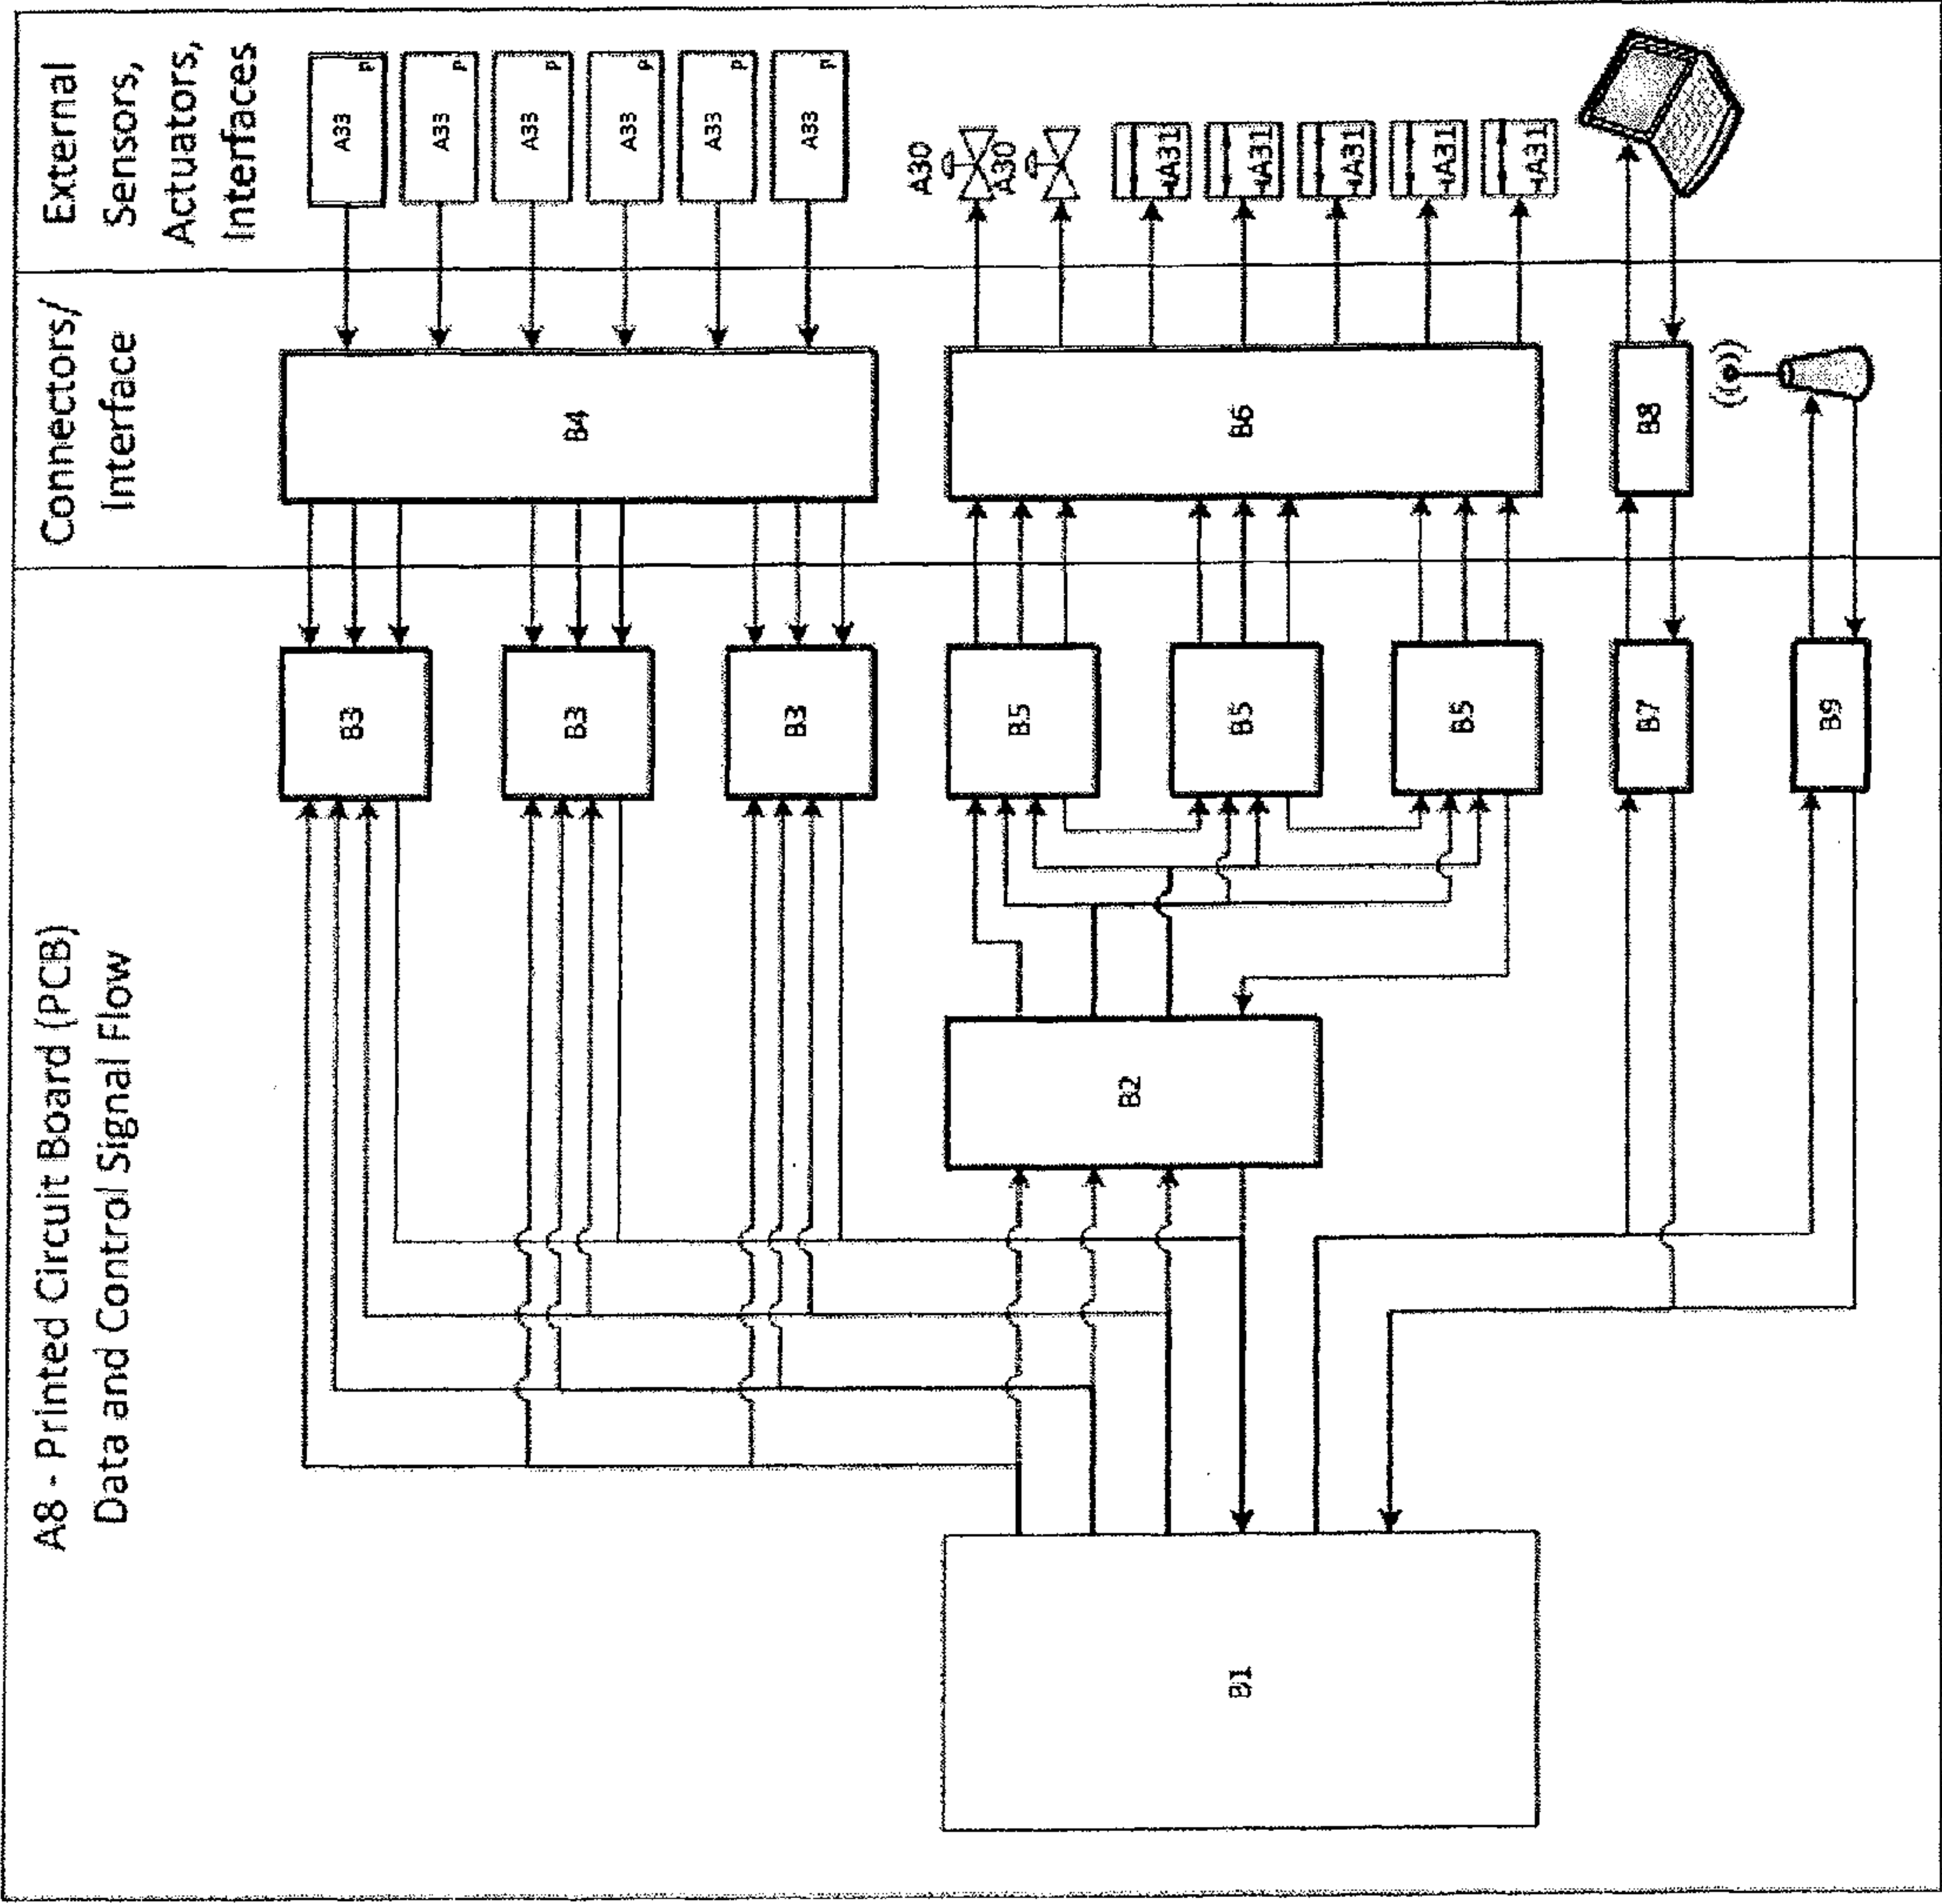 A8 - Printed Circuit Board (PCB)
Data and Control Signal Flow
Connectors/
Interface
External
Sensors,
Actuators,
Interfaces
B3
B4
A33
p
A33
p
B3
A33
p
A33
p
B3
A33
p
A33
p
B1
B2
B5
B5
B5
B6
A30
A30
A31
A31
A31
A31
A31
B7
B8
B9